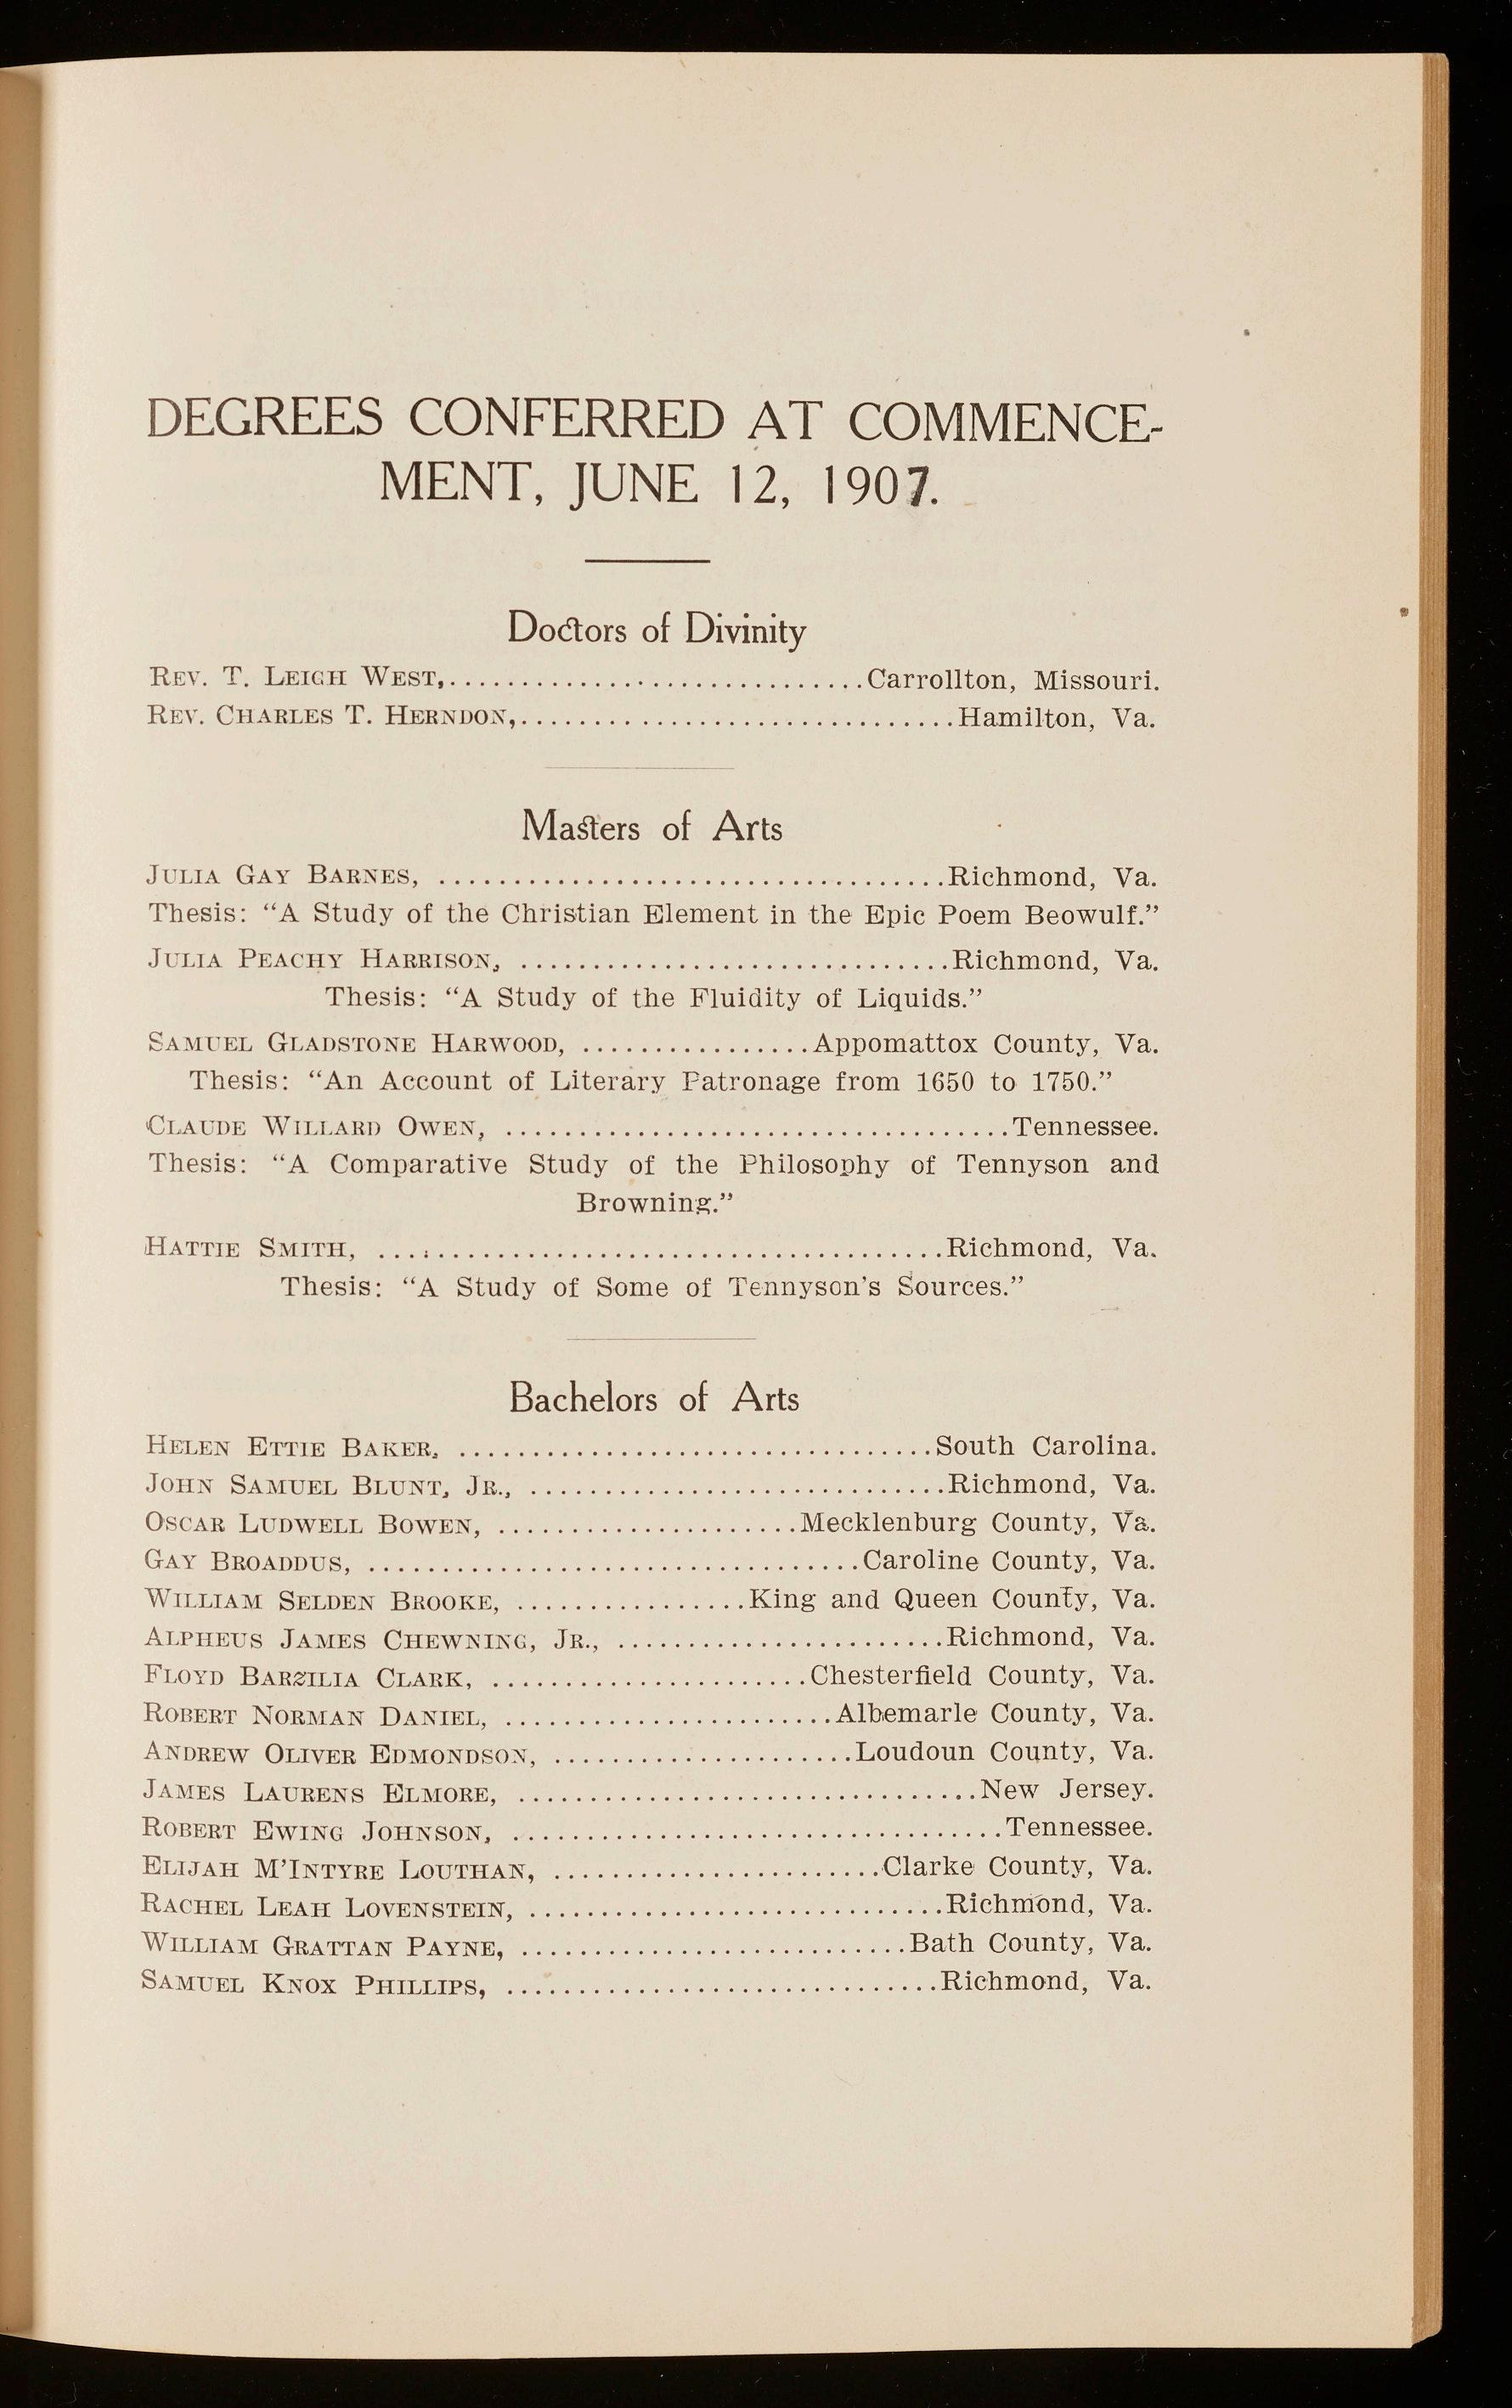 DEGREES CONFERRED AT COMMENCE-
MENT, JUNE 12, 1907.
Doctors of Divinity
REV. T. LEIGH WEST,.............................Carrollton, Missouri.
REV. CHARLES T. HERNDON,..............................Hamilton, Va.
Masters of Arts
JULIA GAY BARNES, ...................................Richmond, Va.
Thesis: “A Study of the Christian Element in the Epic Poem Beowulf.”
JULIA PEACHY HARRISON, ..............................Richmond, Va.
Thesis: “A Study of the Fluidity of Liquids.”
SAMUEL GLADSTONE HARWOOD, ................Appomattox County, Va.
Thesis: “An Account of Literary Patronage from 1650 to 1750.”
CLAUDE WILLARD OWEN, ...................................Tennessee.
Thesis: “A Comparative Study of the Philosophy of Tennyson and
Browning.”
HATTIE SMITH, .......................................Richmond, Va.
Thesis: “A Study of Some of Tennyson's Sources.”
Bachelors of Arts
HELEN ETTIE BAKER, .................................South Carolina.
JOHN SAMUEL BLUNT, JR., .............................Richmond, Va.
OSCAR LUDWELL BOWEN, .....................Mecklenburg County, Va.
GAY BROADDUS, ..................................Caroline County, Va.
WILLIAM SELDEN BROOKE, ................King and Queen County, Va.
ALPHEUS JAMES CHEWNING, JR., .......................Richmond, Va.
FLOYD BARZILIA CLARK, ......................Chesterfield County, Va.
ROBERT NORMAN DANIEL, .......................Albemarle County, Va.
ANDREW OLIVER EDMONDSON, .....................Loudoun County, Va.
JAMES LAURENS ELMORE, ................................New Jersey.
ROBERT EWING JOHNSON, ..................................Tennessee.
ELIJAH M'INTYRE LOUTHAN, .......................Clarke County, Va.
RACHEL LEAH LOVENSTEIN, .............................Richmond, Va.
WILLIAM GRATTAN PAYNE, ...........................Bath County, Va.
SAMUEL KNOX PHILLIPS, ..............................Richmond, Va.